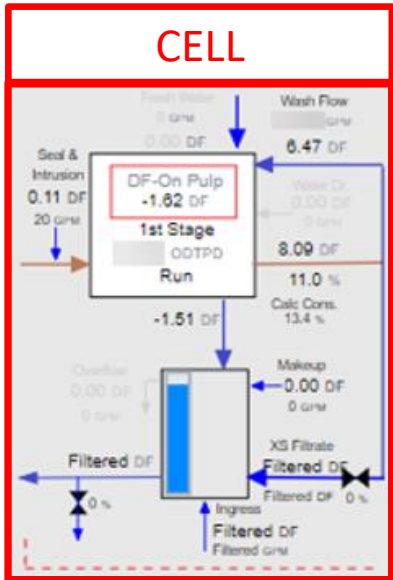 CELL
Fresh Water
0 GPM
0.00 DF
Wash Flow
GPM
6.47 DF
Seal &
Intrusion
0.11 DF
20 GPM
DF-On Pulp
-1.62 DF
1st Stage
ODTPD
Run
Water Dr.
0.00 DF
0 GPM
8.09 DF
11.0 %
Calc Cons.
13.4 %
-1.51 DF
Overflow
0.00 DF
0 GPM
Makeup
0.00 DF
0 GPM
XS Filtrate
Filtered DF
Filtered DF 0 %
Filtered DF
0 %
Ingress
Filtered DF
Filtered GPM